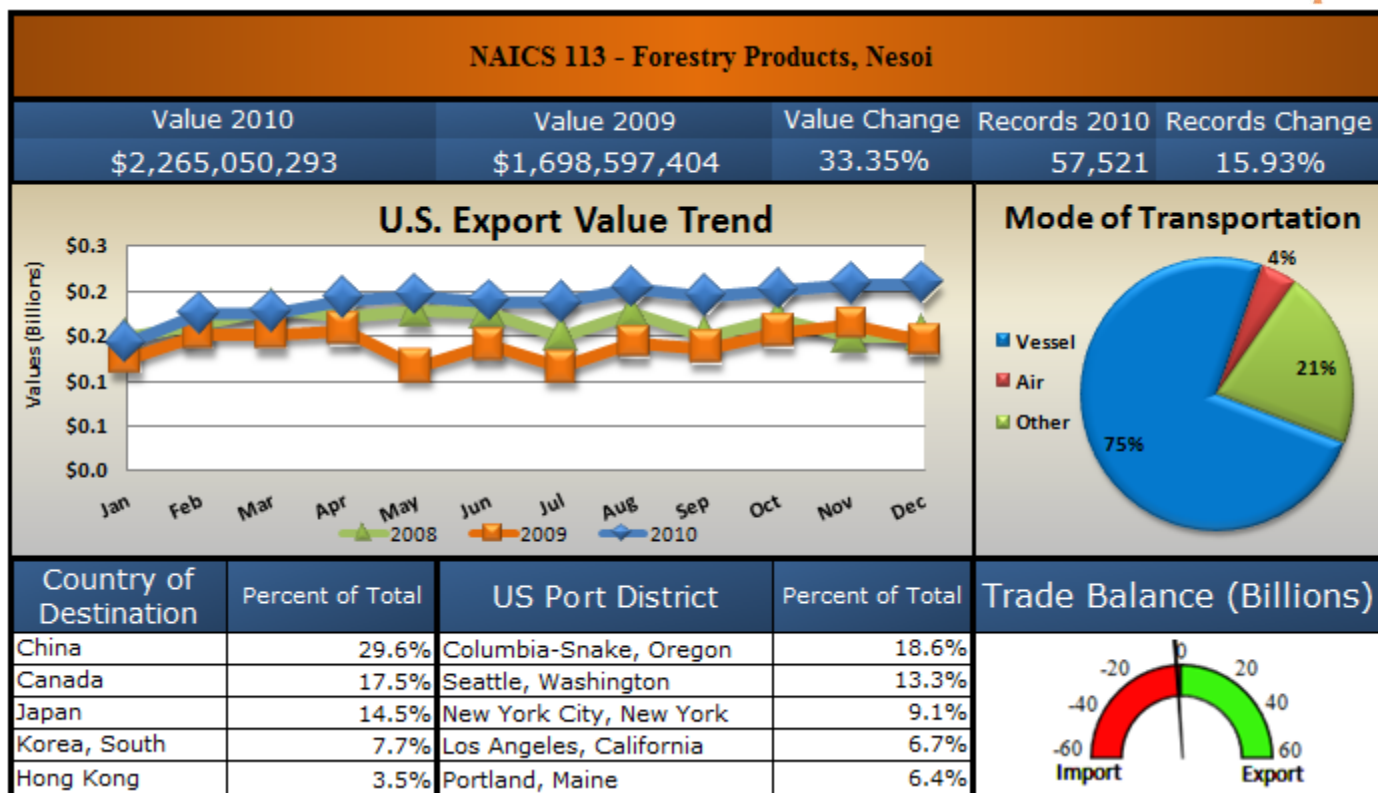 NAICS 113 - Forestry Products, Nesoi
Value 2010 Value 2009 Value Change Records 2010 Records Change
$2,265,050,293 $1,698,597,404 33.35% 57,521 15.93%
U.S. Export Value Trend
Values (Billions)
$0.3
$0.2
$0.2
$0.1
$0.1
$0.0
Jan Feb Mar Apr May Jun Jul Aug Sep Oct Nov Dec
2008 2009 2010
Mode of Transportation
4%
Vessel
Air
Other
21%
75%
Country of Destination Percent of Total US Port District Percent of Total
China 29.6% Columbia-Snake, Oregon 18.6%
Canada 17.5% Seattle, Washington 13.3%
Japan 14.5% New York City, New York 9.1%
Korea, South 7.7% Los Angeles, California 6.7%
Hong Kong 3.5% Portland, Maine 6.4%
Trade Balance (Billions)
0
-20 20
-40 40
-60 60
Import Export